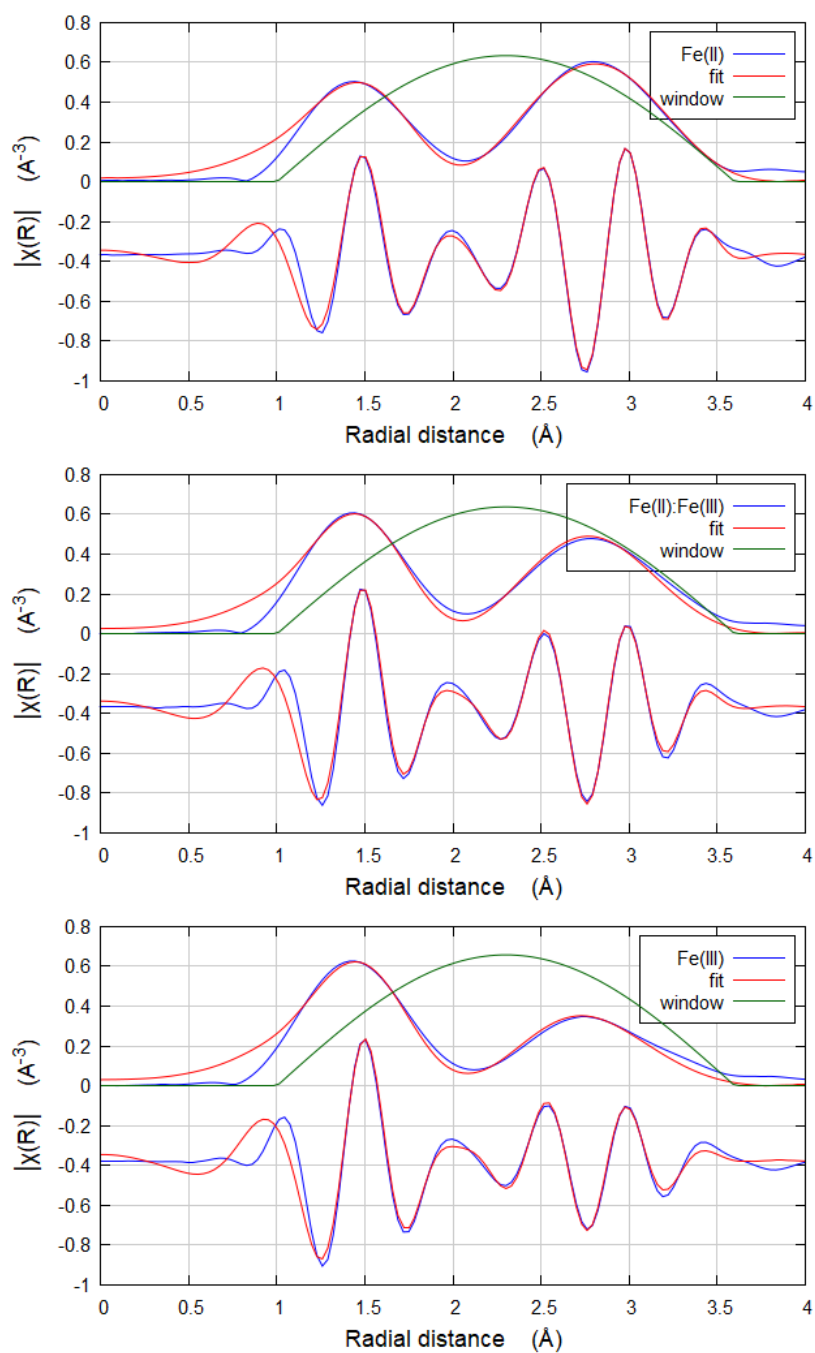 0.8
0.6
0.4
0.2
0
-0.2
-0.4
-0.6
-0.8
-1
|χ(R)| (A⁻³)
Fe(II)
fit
window
0 0.5 1 1.5 2 2.5 3 3.5 4
Radial distance (Å)
0.8
0.6
0.4
0.2
0
-0.2
-0.4
-0.6
-0.8
-1
|χ(R)| (A⁻³)
Fe(II):Fe(III)
fit
window
0 0.5 1 1.5 2 2.5 3 3.5 4
Radial distance (Å)
0.8
0.6
0.4
0.2
0
-0.2
-0.4
-0.6
-0.8
-1
|χ(R)| (A⁻³)
Fe(III)
fit
window
0 0.5 1 1.5 2 2.5 3 3.5 4
Radial distance (Å)